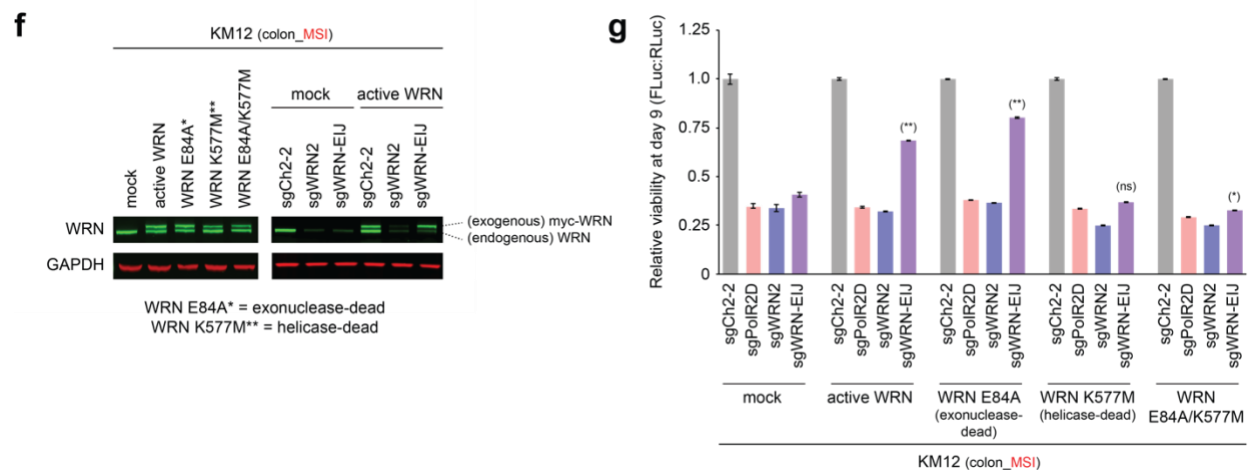 f
KM12 (colon_MSI)
mock
active WRN
WRN E84A*
WRN K577M**
WRN E84A/K577M
mock
active WRN
sgCh2-2
sgWRN2
sgWRN-EIJ
sgCh2-2
sgWRN2
sgWRN-EIJ
WRN
(exogenous) myc-WRN
(endogenous) WRN
GAPDH
WRN E84A* = exonuclease-dead
WRN K577M** = helicase-dead
g
Relative viability at day 9 (FLuc:RLuc)
1.25
1.0
0.75
0.5
0.25
0
(**)
(**)
(ns)
(*)
sgCh2-2
sgPolR2D
sgWRN2
sgWRN-EIJ
sgCh2-2
sgPolR2D
sgWRN2
sgWRN-EIJ
sgCh2-2
sgPolR2D
sgWRN2
sgWRN-EIJ
sgCh2-2
sgPolR2D
sgWRN2
sgWRN-EIJ
sgCh2-2
sgPolR2D
sgWRN2
sgWRN-EIJ
mock
active WRN
WRN E84A
(exonuclease-
dead)
WRN K577M
(helicase-dead)
WRN
E84A/K577M
KM12 (colon_MSI)